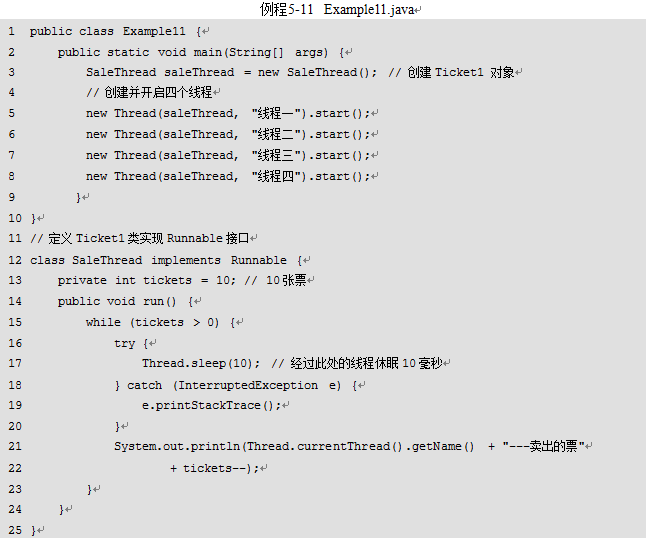 例程5-11 Example11.java↵
1 public class Example11 {↵
2 public static void main(String[] args) {↵
3 SaleThread saleThread = new SaleThread(); // 创建 Ticket1 对象↵
4 // 创建并开启四个线程↵
5 new Thread(saleThread, "线程一").start();↵
6 new Thread(saleThread, "线程二").start();↵
7 new Thread(saleThread, "线程三").start();↵
8 new Thread(saleThread, "线程四").start();↵
9 }↵
10 }↵
11 // 定义 Ticket1 类实现 Runnable 接口↵
12 class SaleThread implements Runnable {↵
13 private int tickets = 10; // 10 张票↵
14 public void run() {↵
15 while (tickets > 0) {↵
16 try {↵
17 Thread.sleep(10); // 经过此处的线程休眠 10 毫秒↵
18 } catch (InterruptedException e) {↵
19 e.printStackTrace();↵
20 }↵
21 System.out.println(Thread.currentThread().getName() + "---卖出的票"↵
22 + tickets--);↵
23 }↵
24 }↵
25 }↵